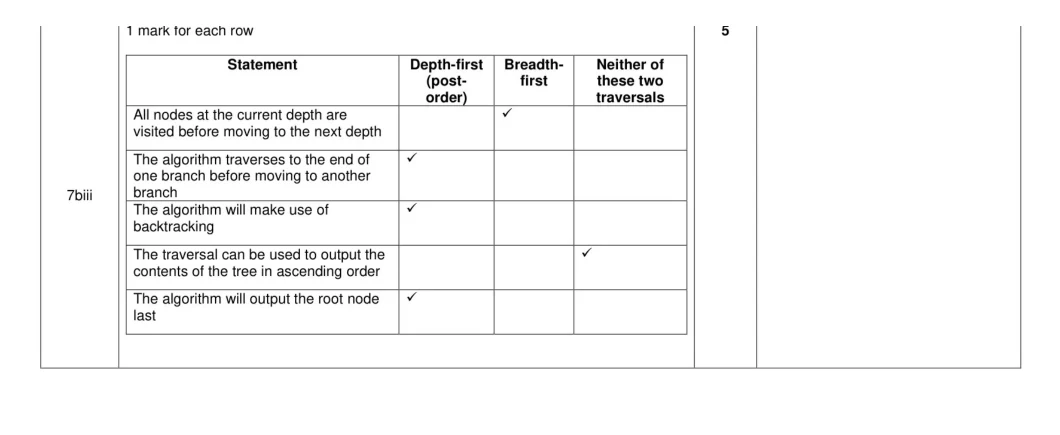 1 mark for each row
5
Statement
Depth-first (post-order)
Breadth-first
Neither of these two traversals
All nodes at the current depth are
visited before moving to the next depth
✓
The algorithm traverses to the end of
one branch before moving to another
branch
✓
7biii
The algorithm will make use of
backtracking
✓
The traversal can be used to output the
contents of the tree in ascending order
✓
The algorithm will output the root node
last
✓